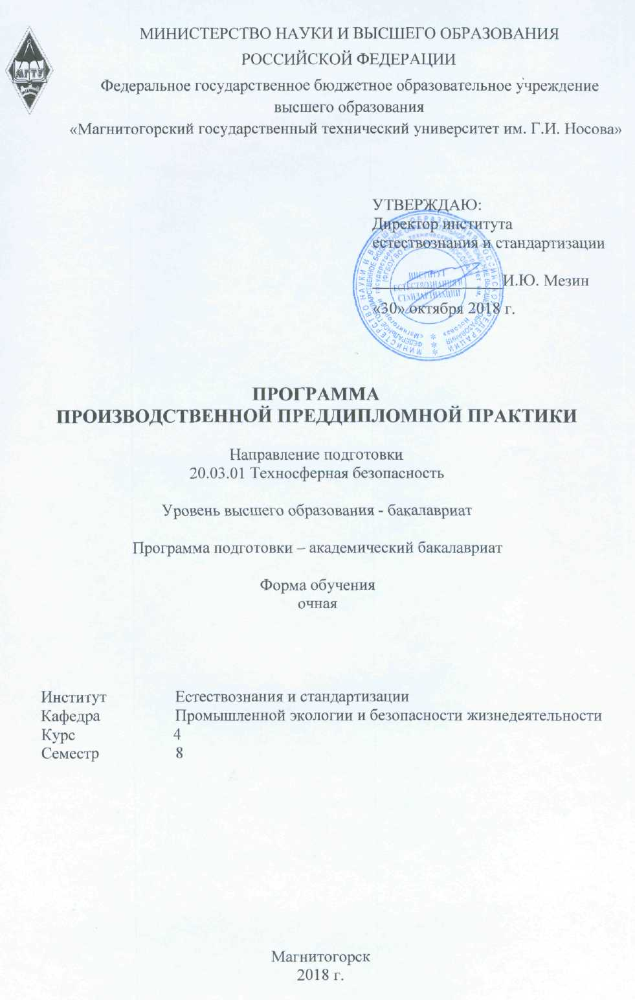 МИНИСТЕРСТВО НАУКИ И ВЫСШЕГО ОБРАЗОВАНИЯ
РОССИЙСКОЙ ФЕДЕРАЦИИ
Федеральное государственное бюджетное образовательное учреждение
высшего образования
«Магнитогорский государственный технический университет им. Г.И. Носова»
МГТУ
УТВЕРЖДАЮ:
Директор института
естествознания и стандартизации
И.Ю. Мезин
«30» октября 2018 г.
ИНСТИТУТ
ЕСТЕСТВОЗНАНИЯ И
СТАНДАРТИЗАЦИИ
ПРОГРАММА
ПРОИЗВОДСТВЕННОЙ ПРЕДДИПЛОМНОЙ ПРАКТИКИ
Направление подготовки
20.03.01 Техносферная безопасность
Уровень высшего образования - бакалавриат
Программа подготовки – академический бакалавриат
Форма обучения
очная
Институт Естествознания и стандартизации
Кафедра Промышленной экологии и безопасности жизнедеятельности
Курс 4
Семестр 8
Магнитогорск
2018 г.